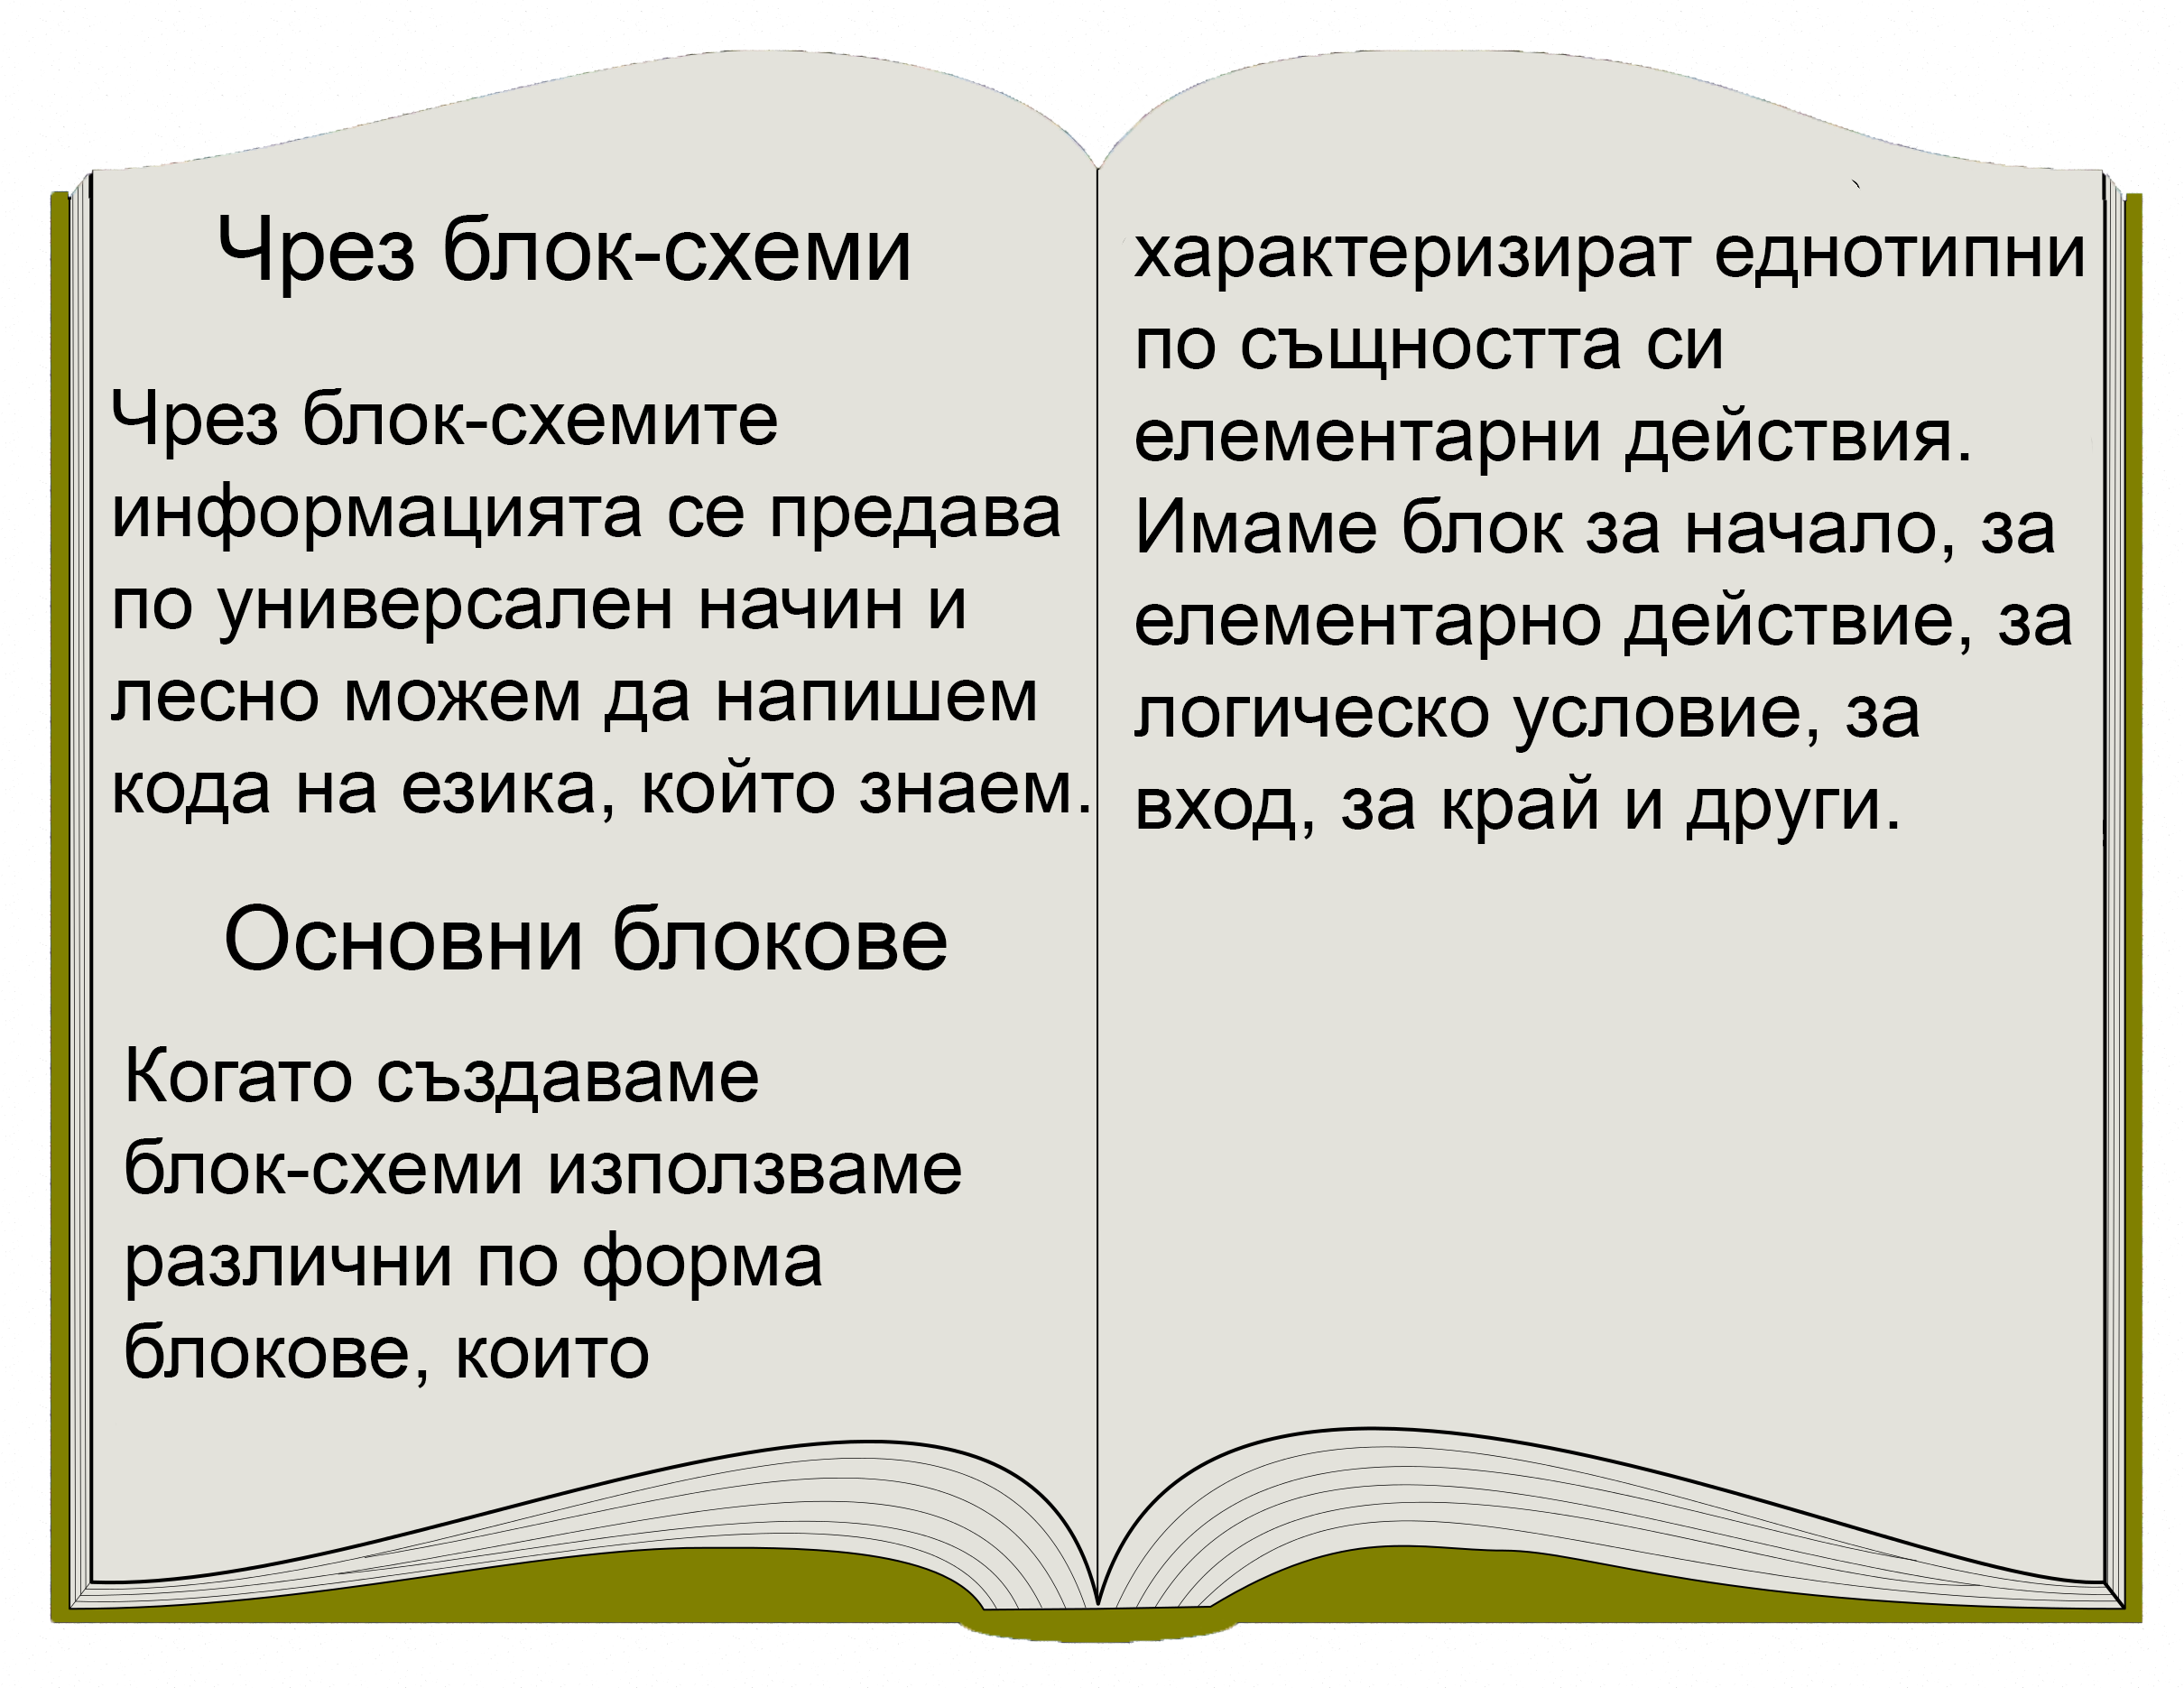 Чрез блок-схеми
Чрез блок-схемите
информацията се предава
по универсален начин и
лесно можем да напишем
кода на езика, който знаем.
Основни блокове
Когато създаваме
блок-схеми използваме
различни по форма
блокове, които
характеризират еднотипни
по същността си
елементарни действия.
Имаме блок за начало, за
елементарно действие, за
логическо условие, за
вход, за край и други.